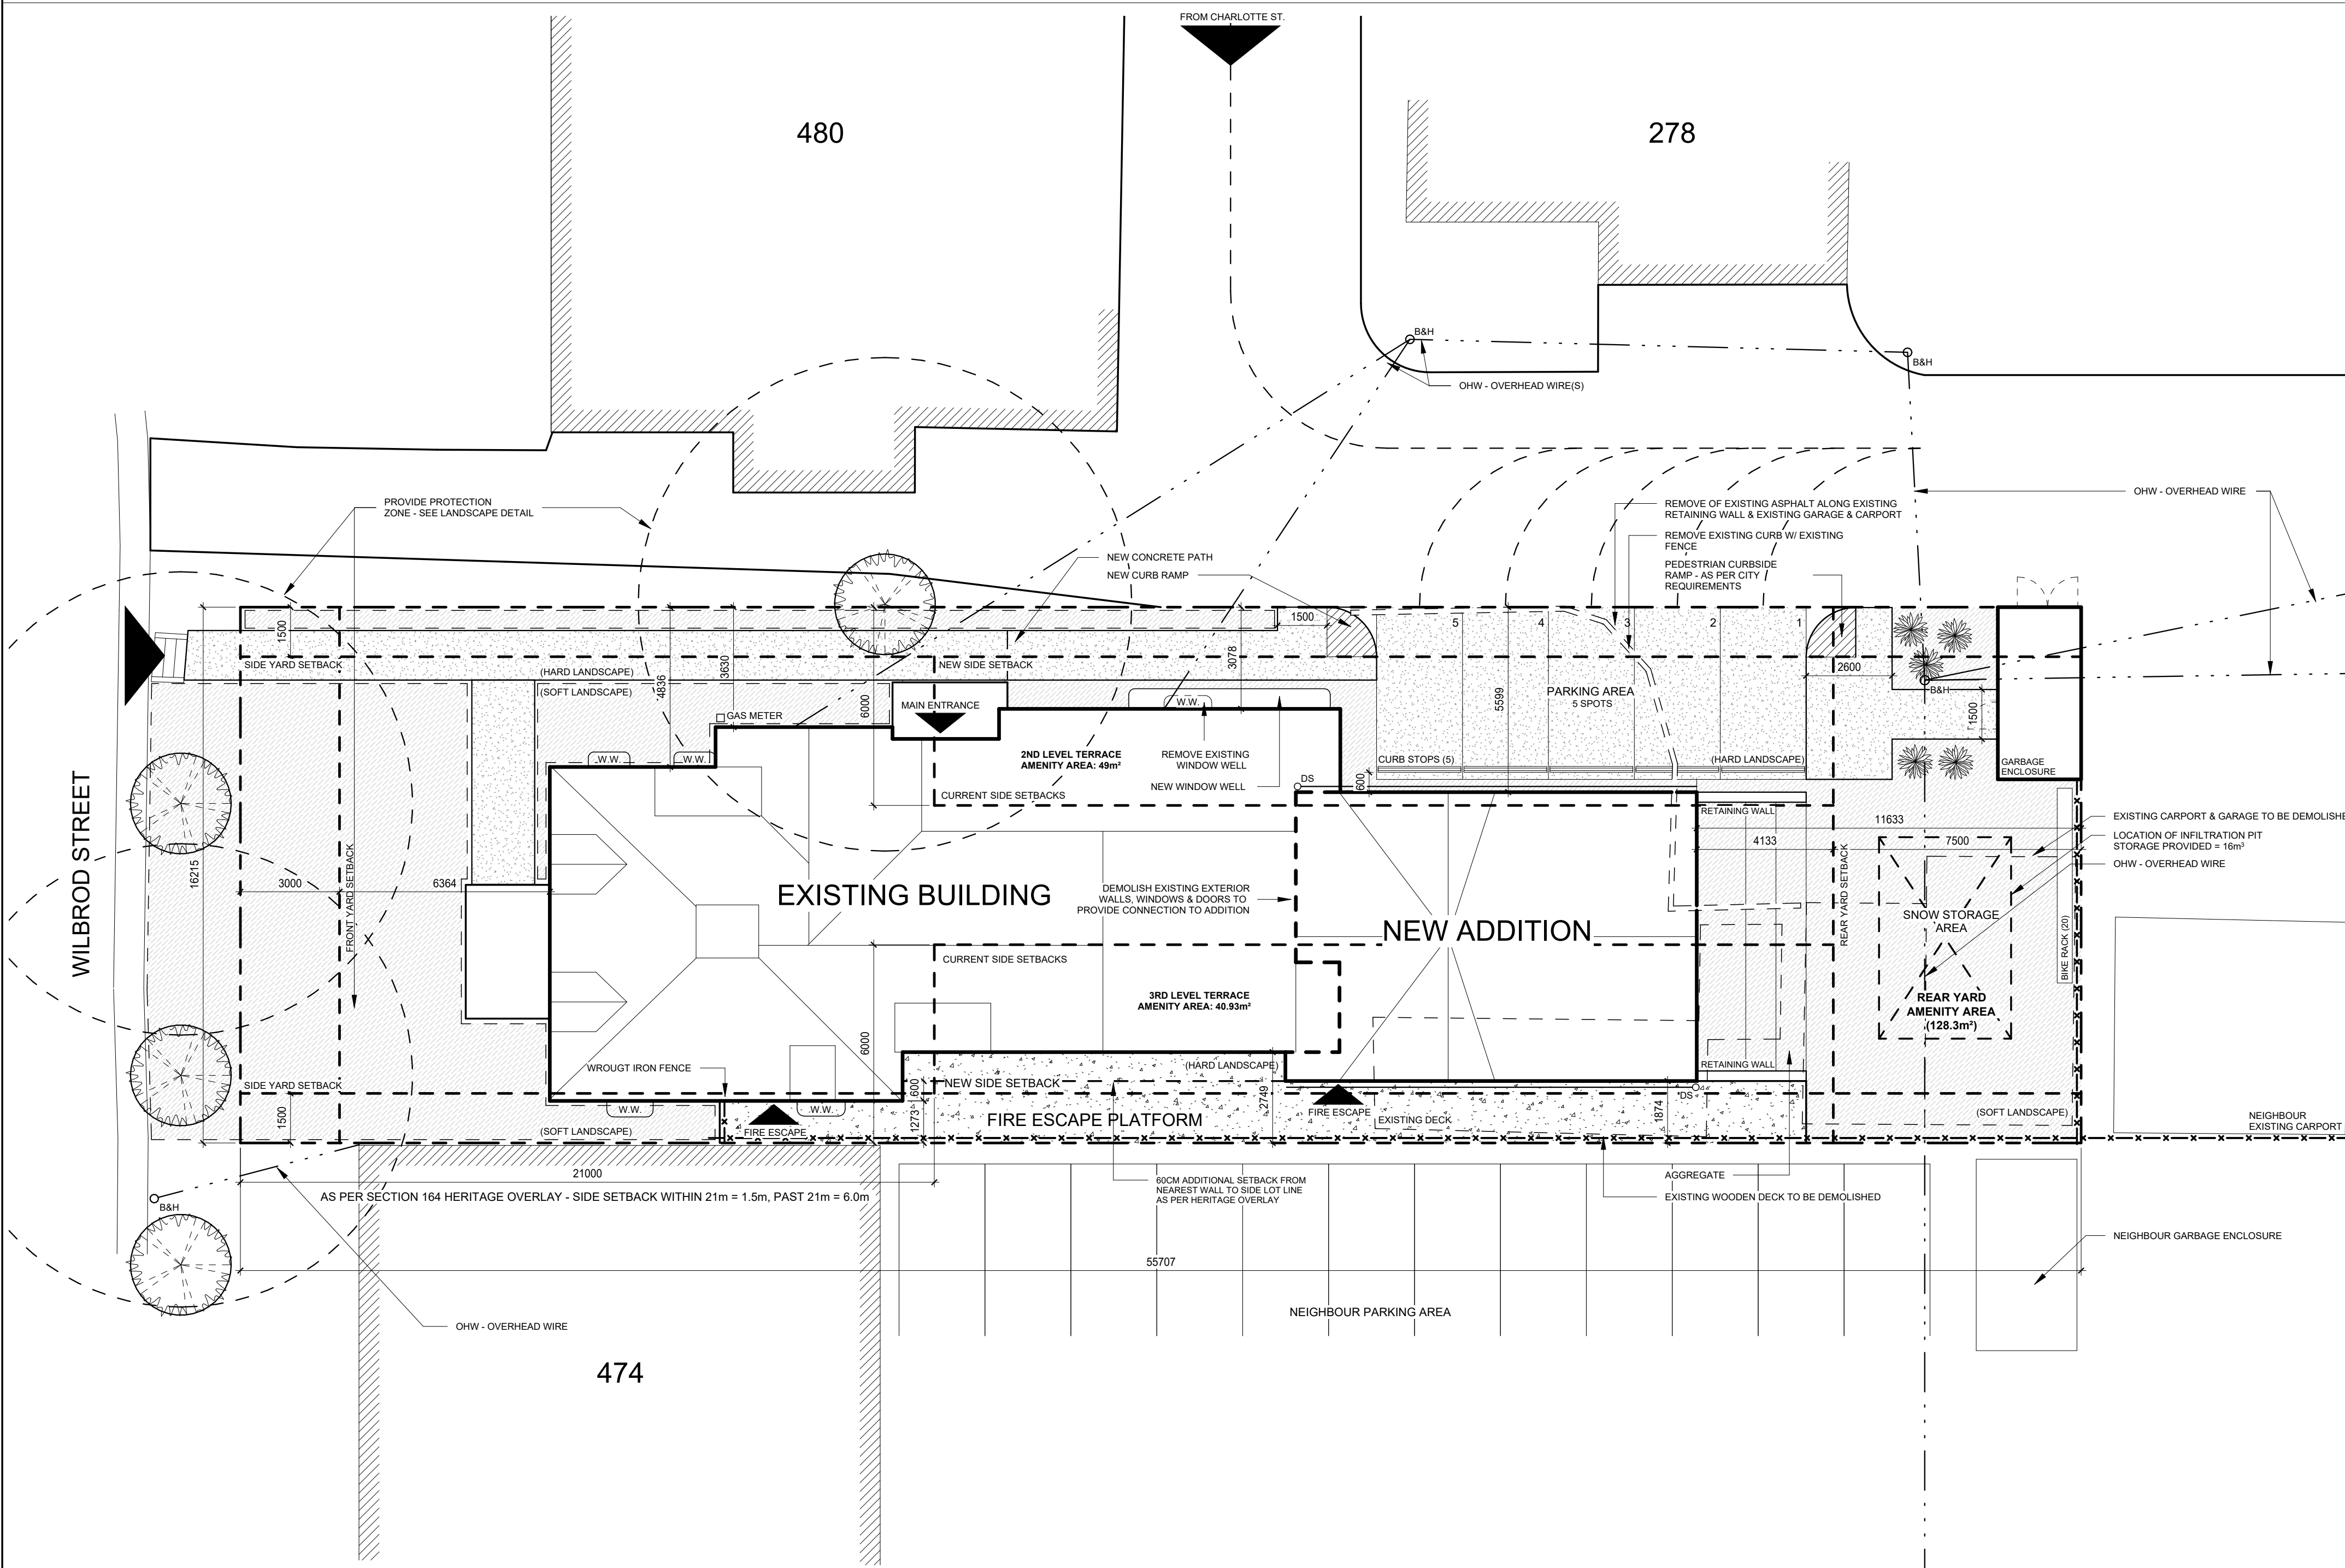 FROM CHARLOTTE ST.
480
278
B&H
B&H
OHW - OVERHEAD WIRE(S)
PROVIDE PROTECTION
ZONE - SEE LANDSCAPE DETAIL
REMOVE OF EXISTING ASPHALT ALONG EXISTING
RETAINING WALL & EXISTING GARAGE & CARPORT
OHW - OVERHEAD WIRE
REMOVE EXISTING CURB W/ EXISTING
FENCE
NEW CONCRETE PATH
NEW CURB RAMP
PEDESTRIAN CURBSIDE
RAMP - AS PER CITY
REQUIREMENTS
1500
1500
5
4
3
2
1
SIDE YARD SETBACK
(HARD LANDSCAPE)
4836
3630
NEW SIDE SETBACK
3078
2600
(SOFT LANDSCAPE)
6000
MAIN ENTRANCE
W.W.
5599
PARKING AREA
5 SPOTS
B&H
1500
GAS METER
2ND LEVEL TERRACE
AMENITY AREA: 49m²
REMOVE EXISTING
WINDOW WELL
W.W.
W.W.
CURB STOPS (5)
(HARD LANDSCAPE)
GARBAGE
ENCLOSURE
NEW WINDOW WELL
DS
600
CURRENT SIDE SETBACKS
RETAINING WALL
11633
EXISTING CARPORT & GARAGE TO BE DEMOLISHE
LOCATION OF INFILTRATION PIT
STORAGE PROVIDED = 16m³
4133
7500
OHW - OVERHEAD WIRE
WILBROD STREET
16215
3000
6364
FRONT YARD SETBACK
EXISTING BUILDING
DEMOLISH EXISTING EXTERIOR
WALLS, WINDOWS & DOORS TO
PROVIDE CONNECTION TO ADDITION
NEW ADDITION
REAR YARD SETBACK
SNOW STORAGE
AREA
BIKE RACK (20)
CURRENT SIDE SETBACKS
3RD LEVEL TERRACE
AMENITY AREA: 40.93m²
REAR YARD
AMENITY AREA
(128.3m²)
6000
WROUGT IRON FENCE
(HARD LANDSCAPE)
RETAINING WALL
SIDE YARD SETBACK
600
NEW SIDE SETBACK
2749
DS
1500
W.W.
W.W.
1273
FIRE ESCAPE PLATFORM
FIRE ESCAPE
EXISTING DECK
1874
(SOFT LANDSCAPE)
(SOFT LANDSCAPE)
FIRE ESCAPE
NEIGHBOUR
EXISTING CARPORT
21000
AS PER SECTION 164 HERITAGE OVERLAY - SIDE SETBACK WITHIN 21m = 1.5m, PAST 21m = 6.0m
B&H
60CM ADDITIONAL SETBACK FROM
NEAREST WALL TO SIDE LOT LINE
AS PER HERITAGE OVERLAY
AGGREGATE
EXISTING WOODEN DECK TO BE DEMOLISHED
NEIGHBOUR GARBAGE ENCLOSURE
55707
NEIGHBOUR PARKING AREA
OHW - OVERHEAD WIRE
474